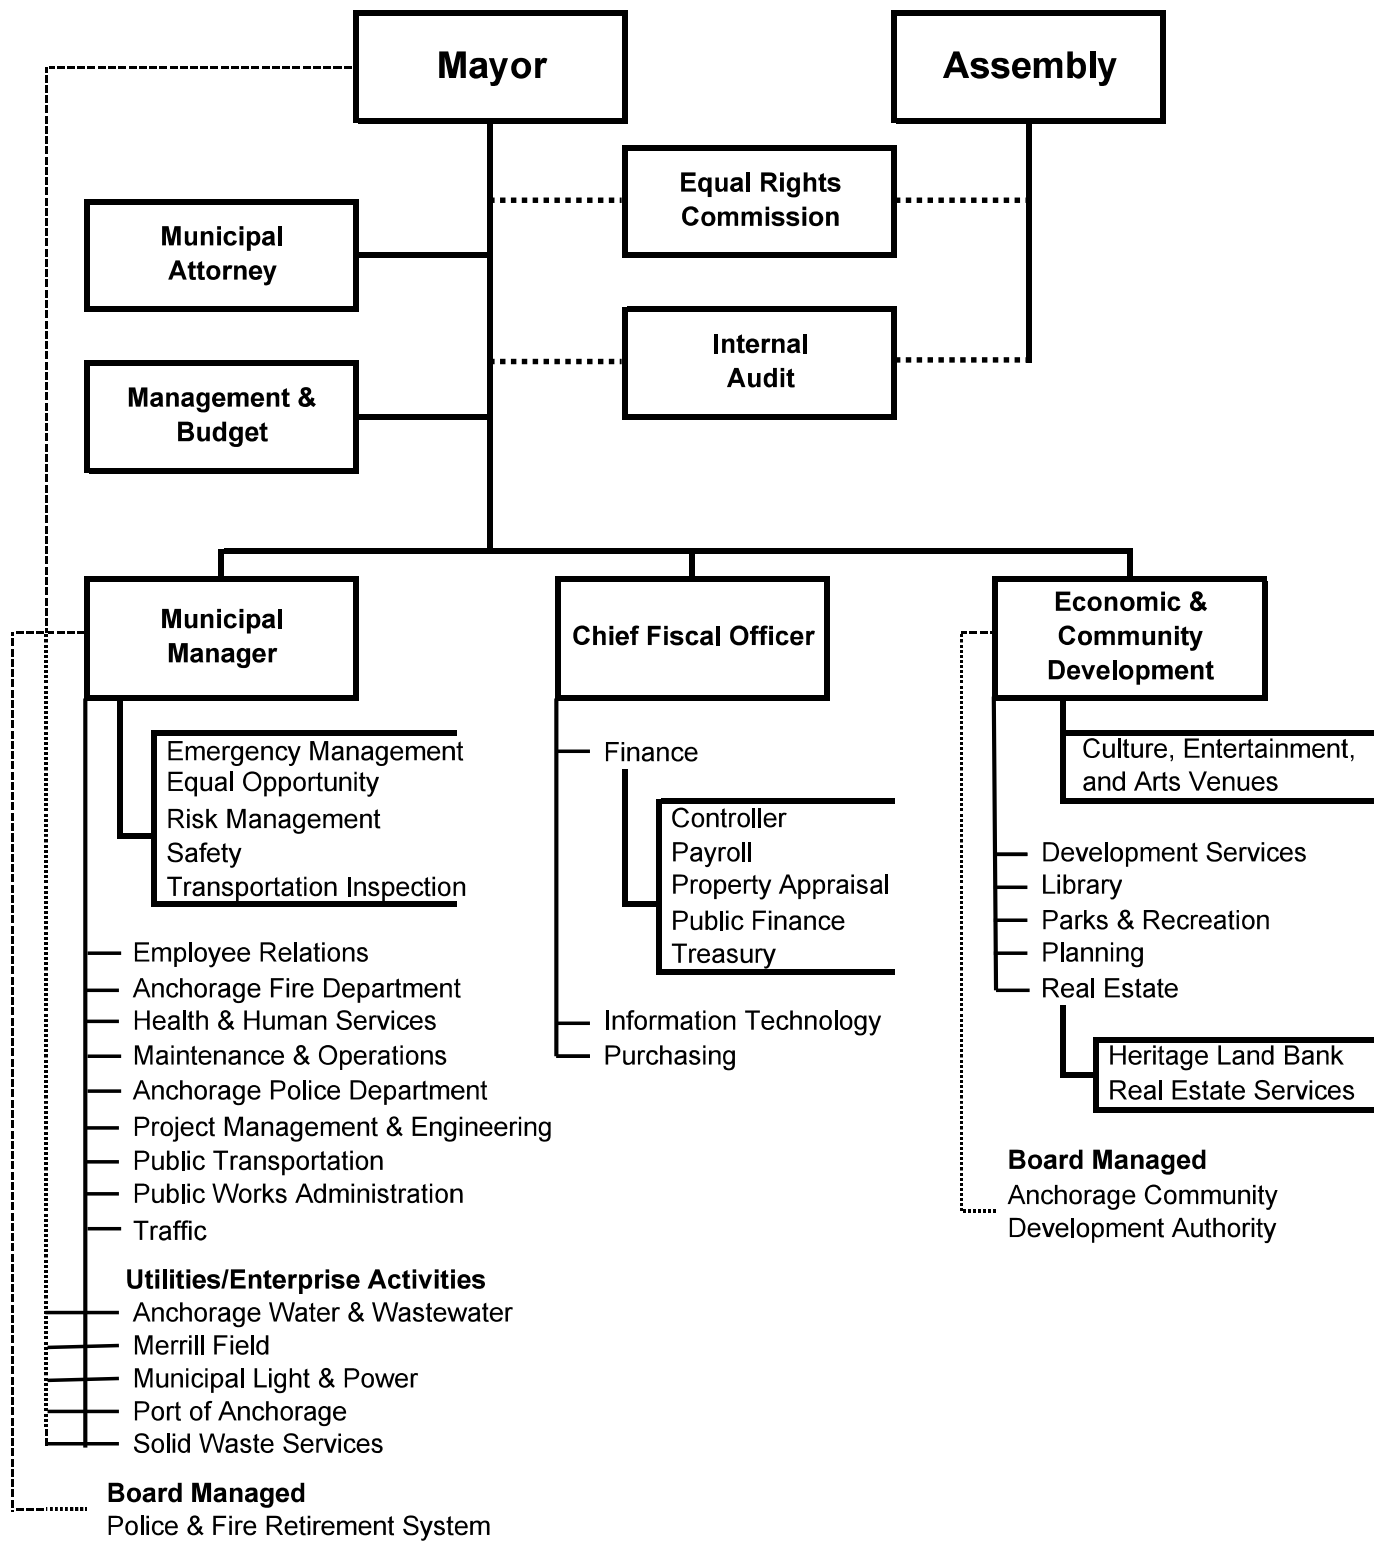 Mayor
Assembly
Equal Rights
Commission
Municipal
Attorney
Internal
Audit
Management &
Budget
Municipal
Manager
Chief Fiscal Officer
Economic &
Community
Development
Emergency Management
Equal Opportunity
Risk Management
Safety
Transportation Inspection
Employee Relations
Anchorage Fire Department
Health & Human Services
Maintenance & Operations
Anchorage Police Department
Project Management & Engineering
Public Transportation
Public Works Administration
Traffic
Utilities/Enterprise Activities
Anchorage Water & Wastewater
Merrill Field
Municipal Light & Power
Port of Anchorage
Solid Waste Services
Board Managed
Police & Fire Retirement System
Finance
Controller
Payroll
Property Appraisal
Public Finance
Treasury
Information Technology
Purchasing
Culture, Entertainment,
and Arts Venues
Development Services
Library
Parks & Recreation
Planning
Real Estate
Heritage Land Bank
Real Estate Services
Board Managed
Anchorage Community
Development Authority